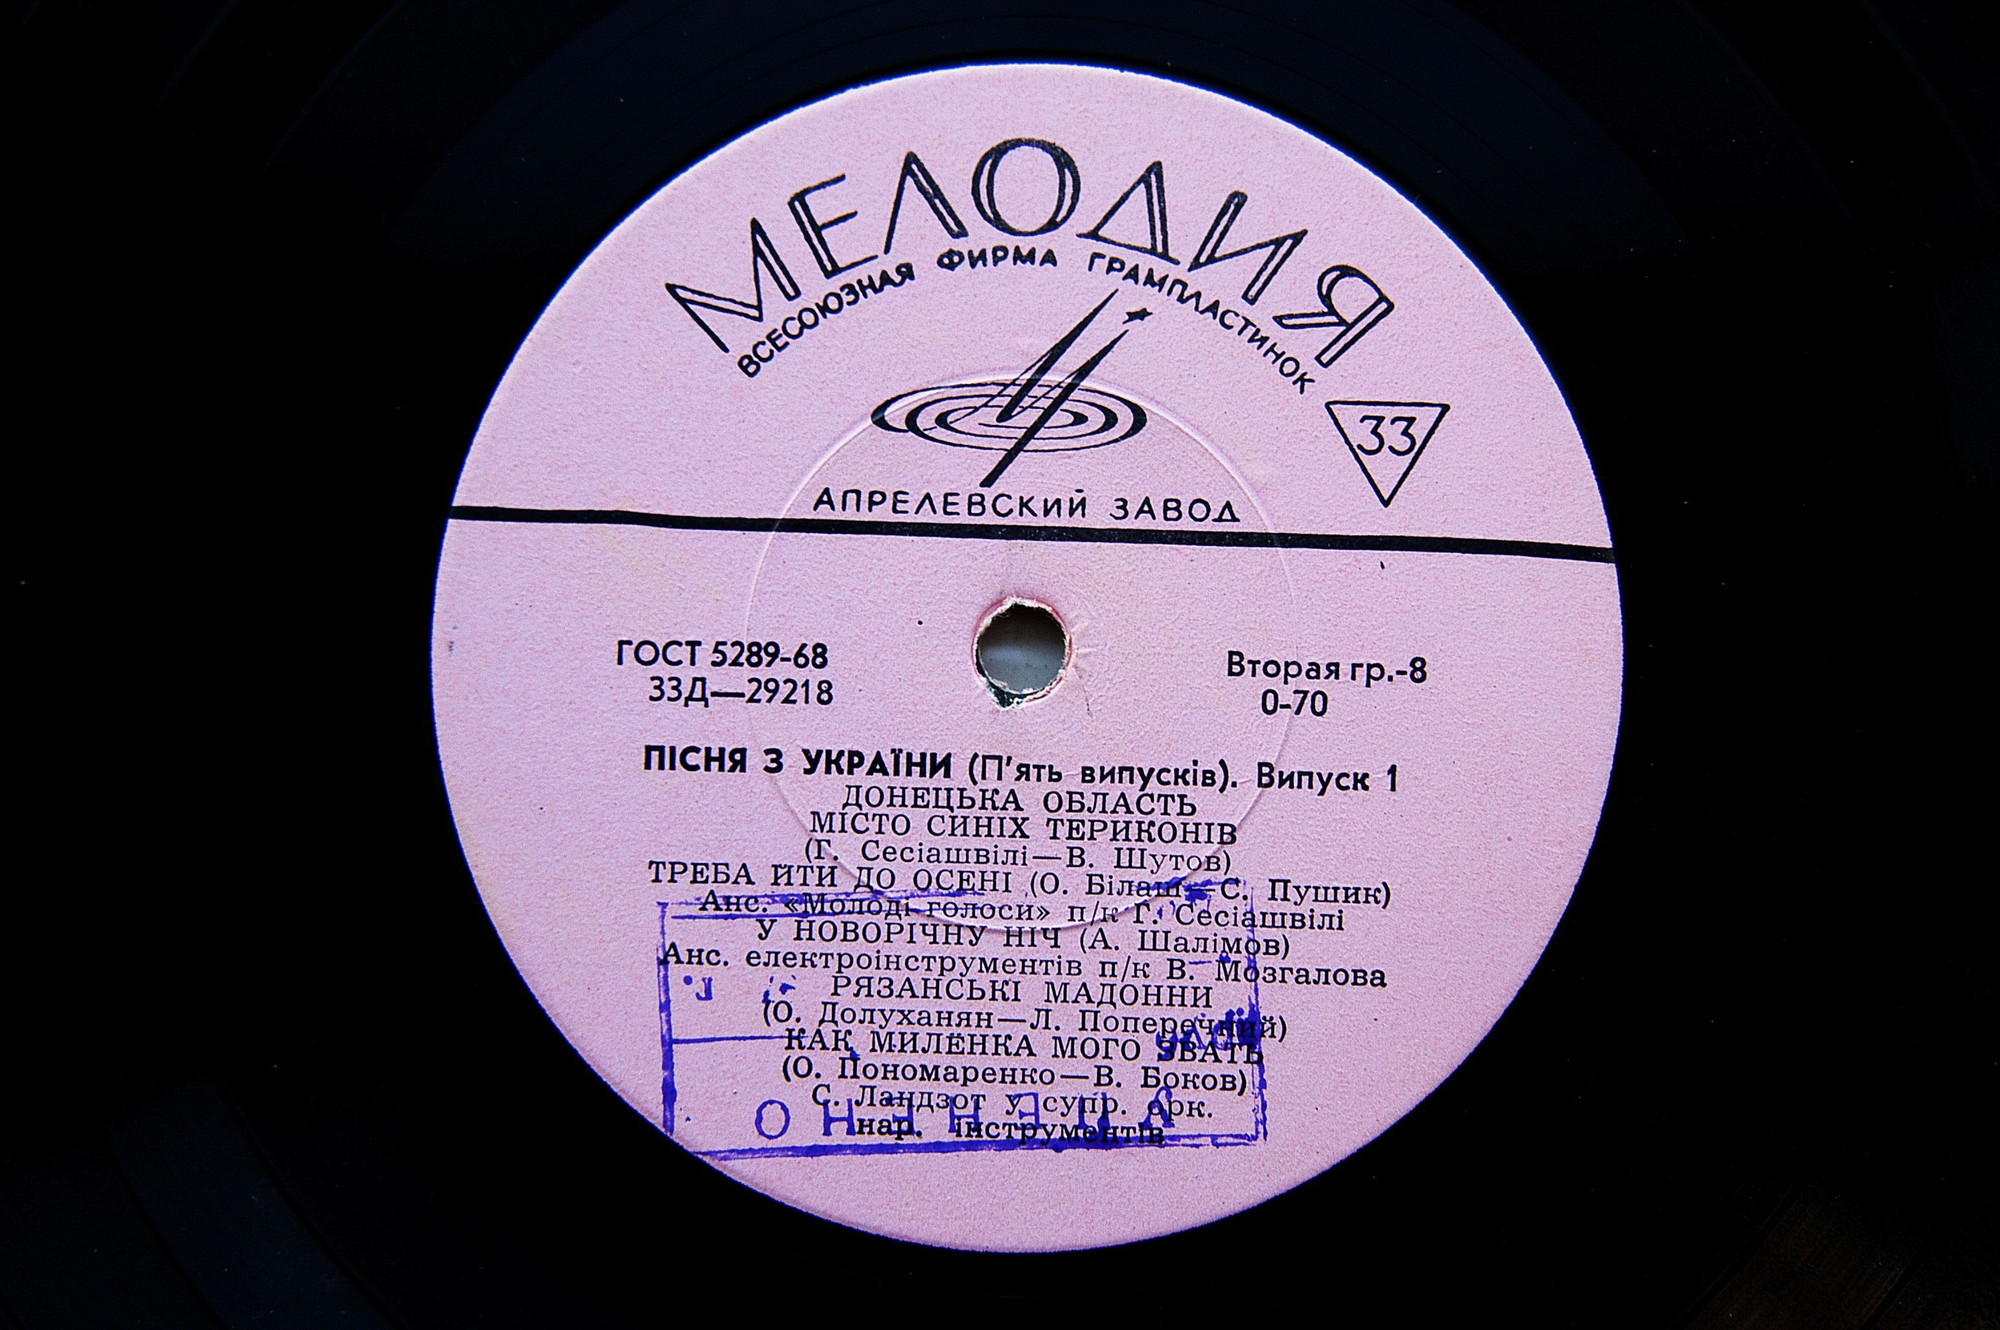 МЕЛОДИЯ
ВСЕСОЮЗНАЯ ФИРМА ГРАМПЛАСТИНОК
33
АПРЕЛЕВСКИЙ ЗАВОД
ГОСТ 5289-68
33Д—29218
Вторая гр.-8
0-70
ПІСНЯ З УКРАЇНИ (П'ять випусків). Випуск 1
ДОНЕЦЬКА ОБЛАСТЬ
МІСТО СИНІХ ТЕРИКОНІВ
(Г. Сесіашвілі—В. Шутов)
ТРЕБА ЙТИ ДО ОСЕНІ (О. Білаш—С. Пушик)
Анс. «Молоді голоси» п/к Г. Сесіашвілі
У НОВОРІЧНУ НІЧ (А. Шалімов)
Анс. електроінструментів п/к В. Мозгалова
РЯЗАНСЬКІ МАДОННИ
(О. Долуханян—Л. Поперечний)
КАК МИЛЕНКА МОГО ЗВАТЬ
(О. Пономаренко—В. Боков)
С. Ландзот у супр. орк.
нар. інструментів